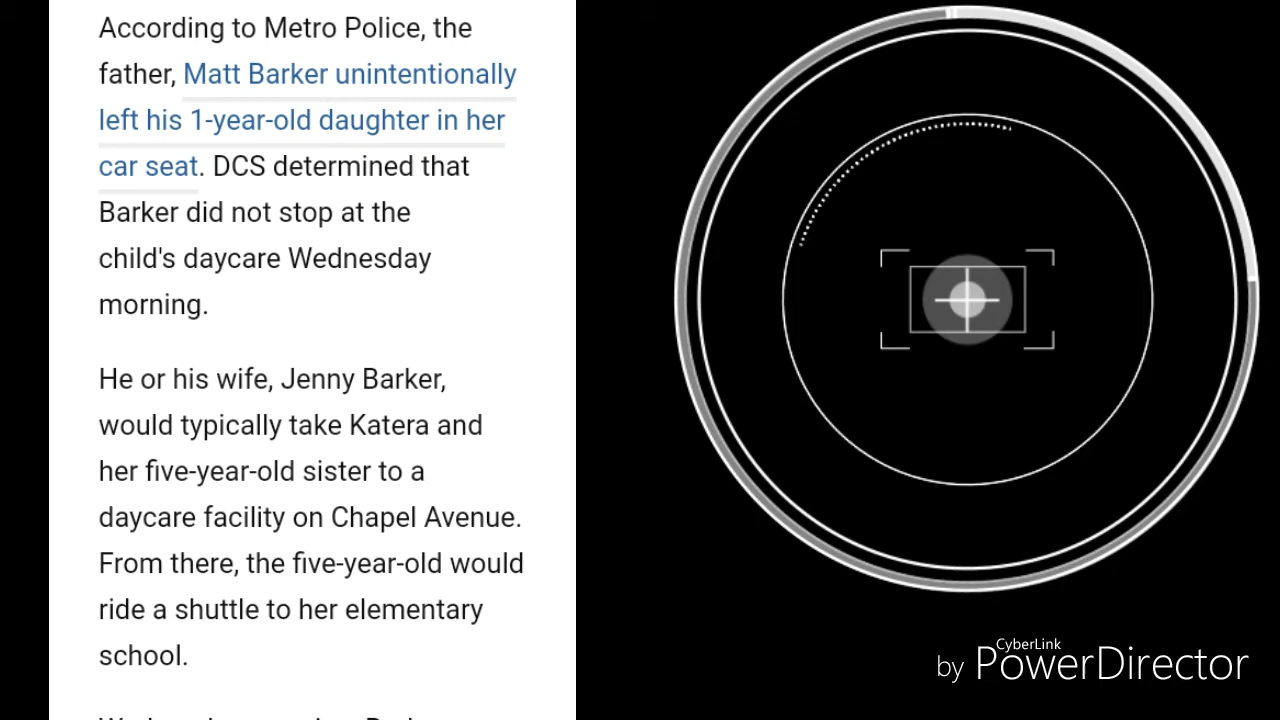 According to Metro Police, the
father, Matt Barker unintentionally
left his 1-year-old daughter in her
car seat. DCS determined that
Barker did not stop at the
child's daycare Wednesday
morning.
He or his wife, Jenny Barker,
would typically take Katera and
her five-year-old sister to a
daycare facility on Chapel Avenue.
From there, the five-year-old would
ride a shuttle to her elementary
school.
CyberLink
by PowerDirector